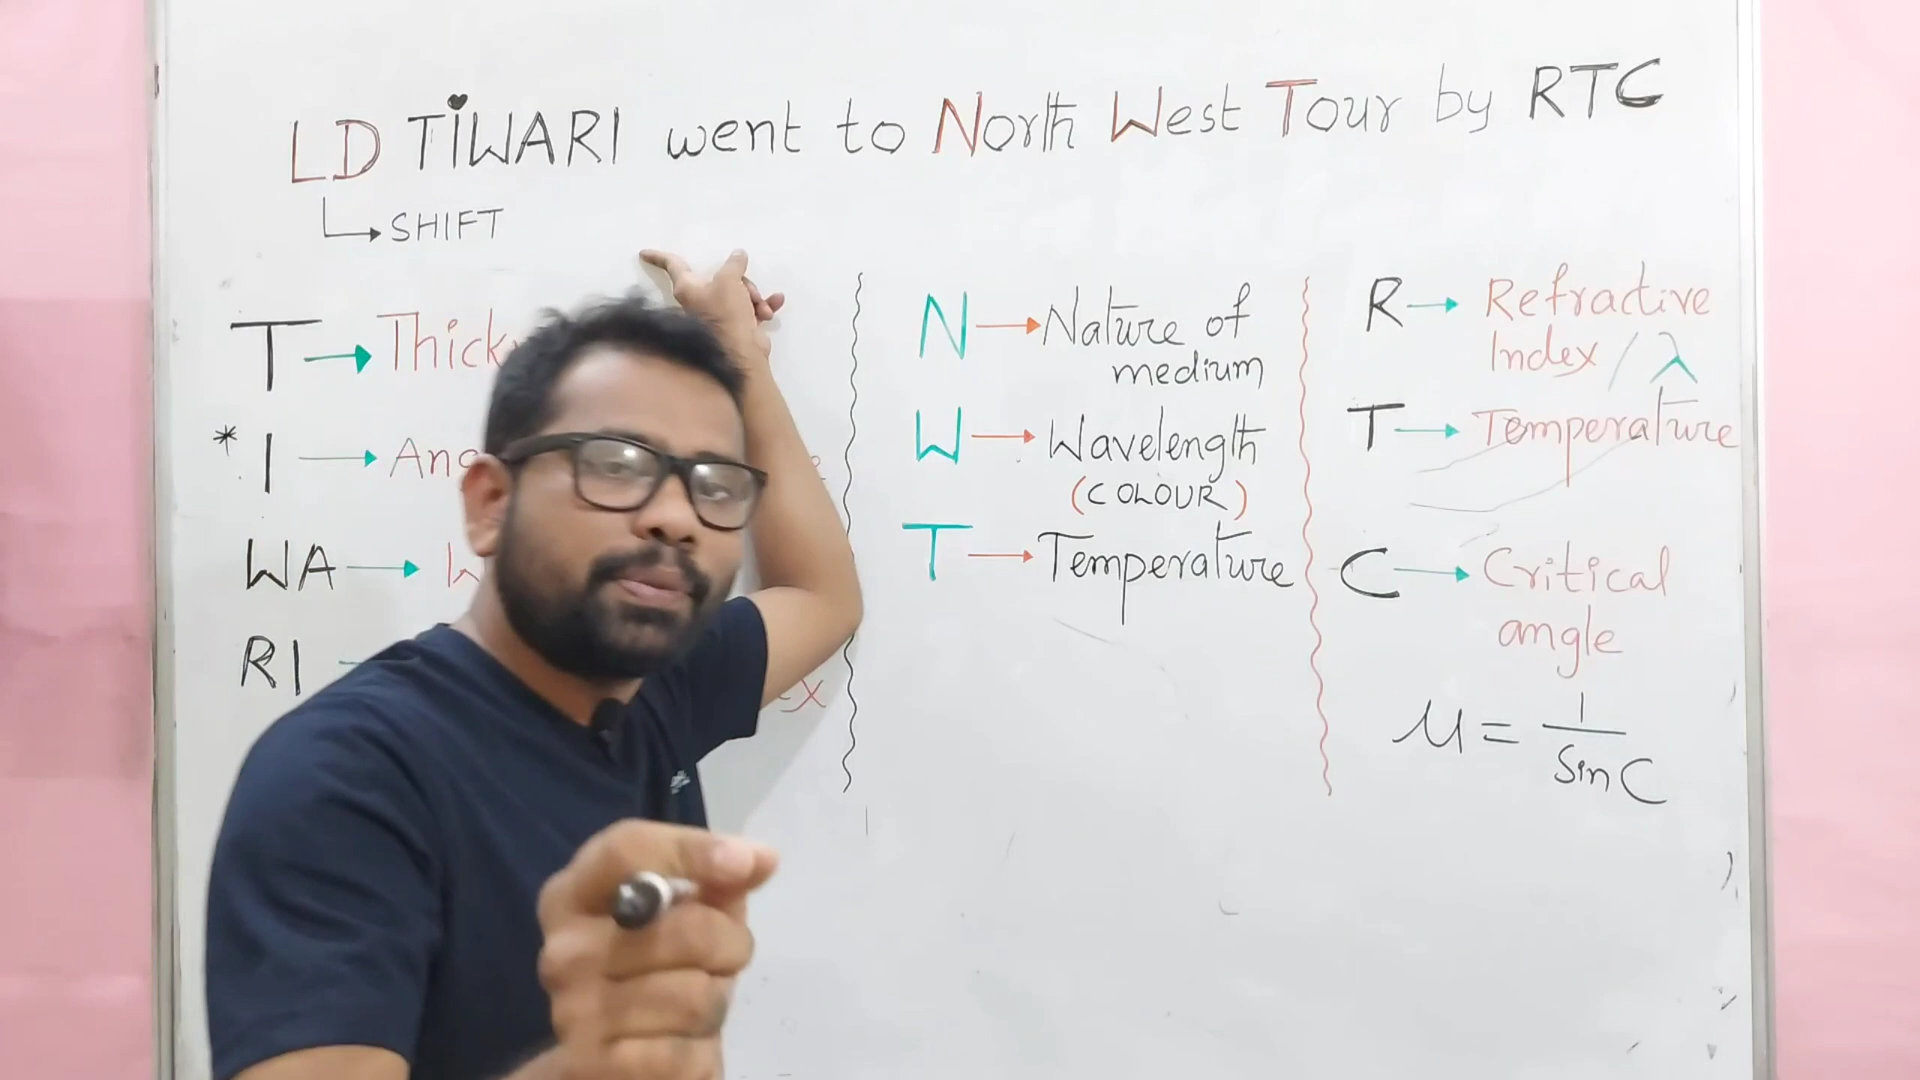 LD TIWARI went to North West Tour by RTC
SHIFT
T → Thick
* I → Ang
WA →
RI
N → Nature of
medium
W → Wavelength
(COLOUR)
T → Temperature
R → Refractive
Index / λ
T → Temperature
C → Critical
angle
μ = 1
Sin C